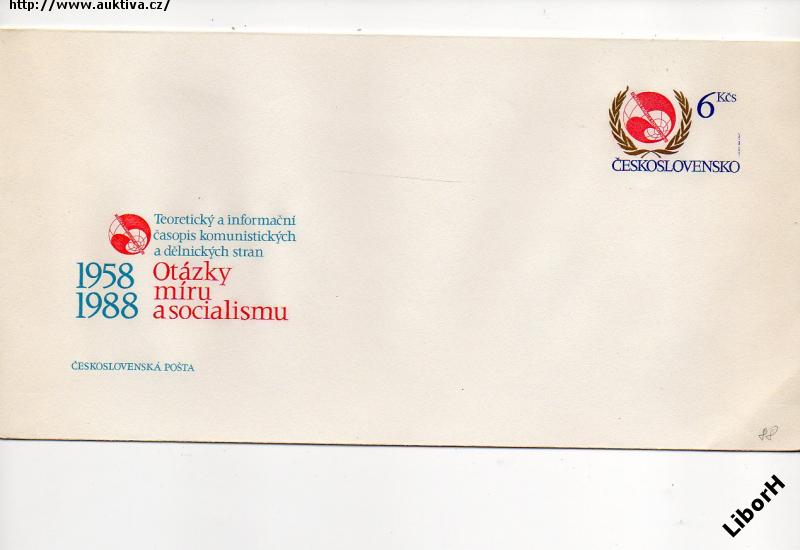 http://www.auktiva.cz/
6 Kčs
ČESKOSLOVENSKO
Teoretický a informační
časopis komunistických
a dělnických stran
1958
1988
Otázky
míru
a socialismu
ČESKOSLOVENSKÁ POŠTA
88
LiborH